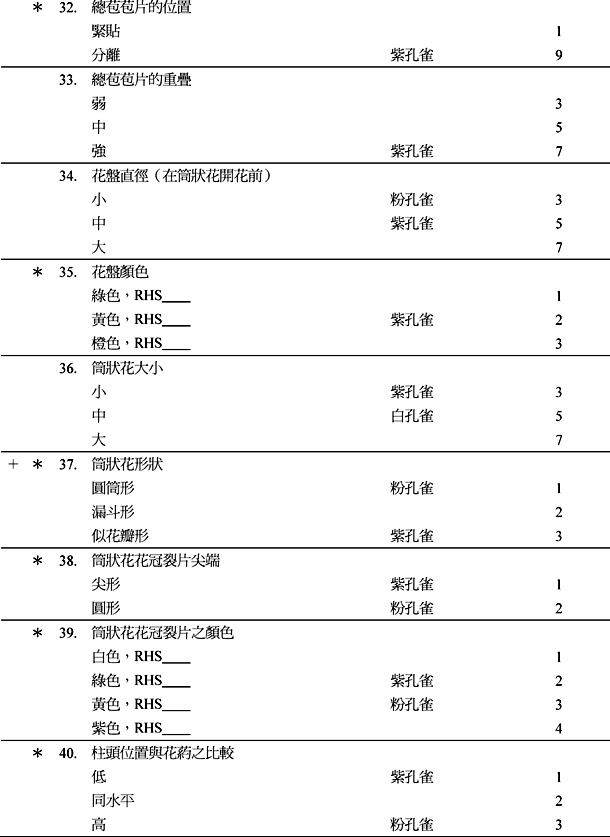 ＊ 32. 總苞苞片的位置
緊貼 1
分離 紫孔雀 9
33. 總苞苞片的重疊
弱 3
中 5
強 紫孔雀 7
34. 花盤直徑（在筒狀花開花前）
小 粉孔雀 3
中 紫孔雀 5
大 7
＊ 35. 花盤顏色
綠色，RHS____ 1
黃色，RHS____ 紫孔雀 2
橙色，RHS____ 3
36. 筒狀花大小
小 紫孔雀 3
中 白孔雀 5
大 7
＋ ＊ 37. 筒狀花形狀
圓筒形 粉孔雀 1
漏斗形 2
似花瓣形 紫孔雀 3
＊ 38. 筒狀花花冠裂片尖端
尖形 紫孔雀 1
圓形 粉孔雀 2
＊ 39. 筒狀花花冠裂片之顏色
白色，RHS____ 1
綠色，RHS____ 紫孔雀 2
黃色，RHS____ 粉孔雀 3
紫色，RHS____ 4
＊ 40. 柱頭位置與花葯之比較
低 紫孔雀 1
同水平 2
高 粉孔雀 3